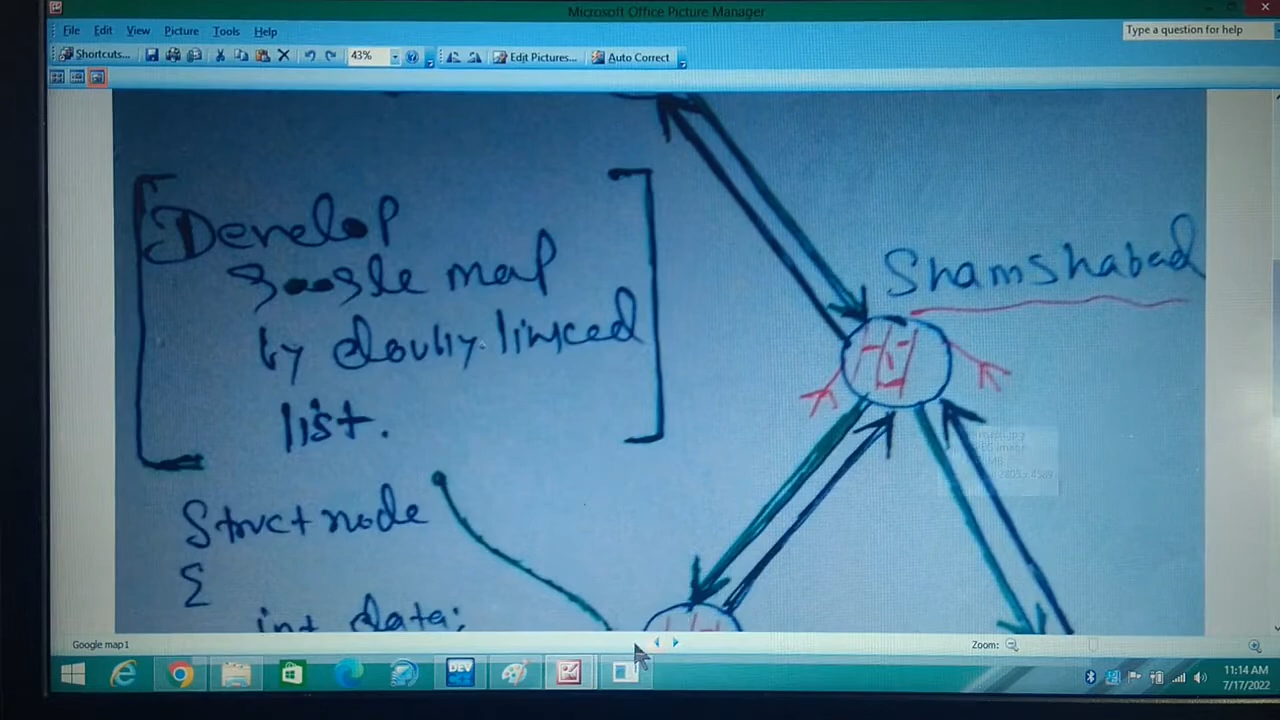 Microsoft Office Picture Manager
File Edit View Picture Tools Help
Type a question for help
Shortcuts...
43%
Edit Pictures...
Auto Correct
Develop
Google map
by doubly linked
list.
Shamshabad
Struct node
{
int data;
Google map1
Zoom:
DEV
11:14 AM
7/17/2022